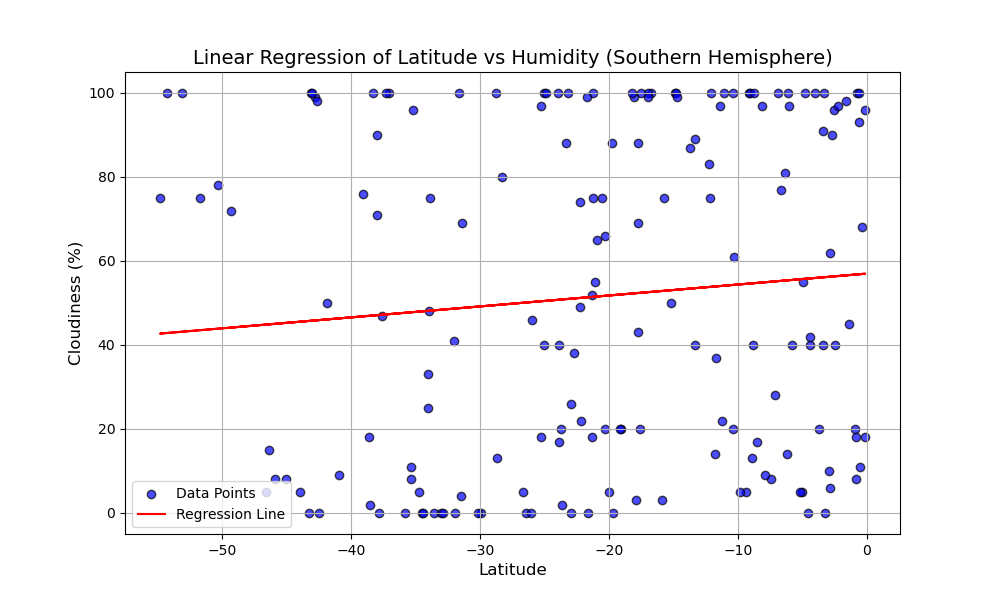 Linear Regression of Latitude vs Humidity (Southern Hemisphere)
100
80
60
40
20
0
Cloudiness (%)
Data Points
Regression Line
−50
−40
−30
−20
−10
0
Latitude